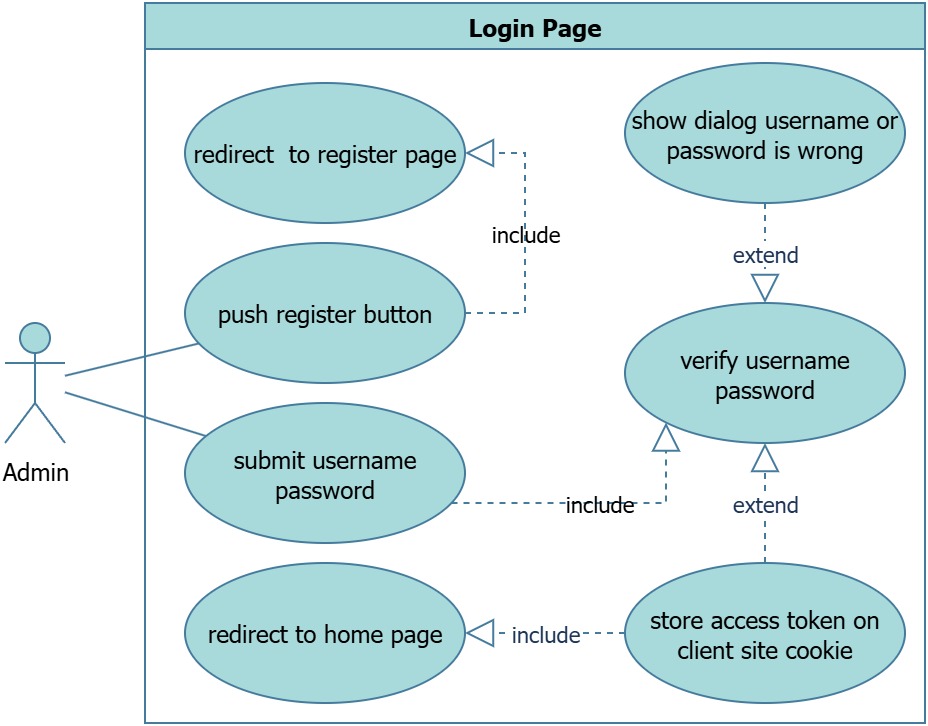 Login Page
redirect  to register page
show dialog username or
password is wrong
include
extend
push register button
verify username
password
Admin
submit username
password
include
extend
redirect to home page
include
store access token on
client site cookie